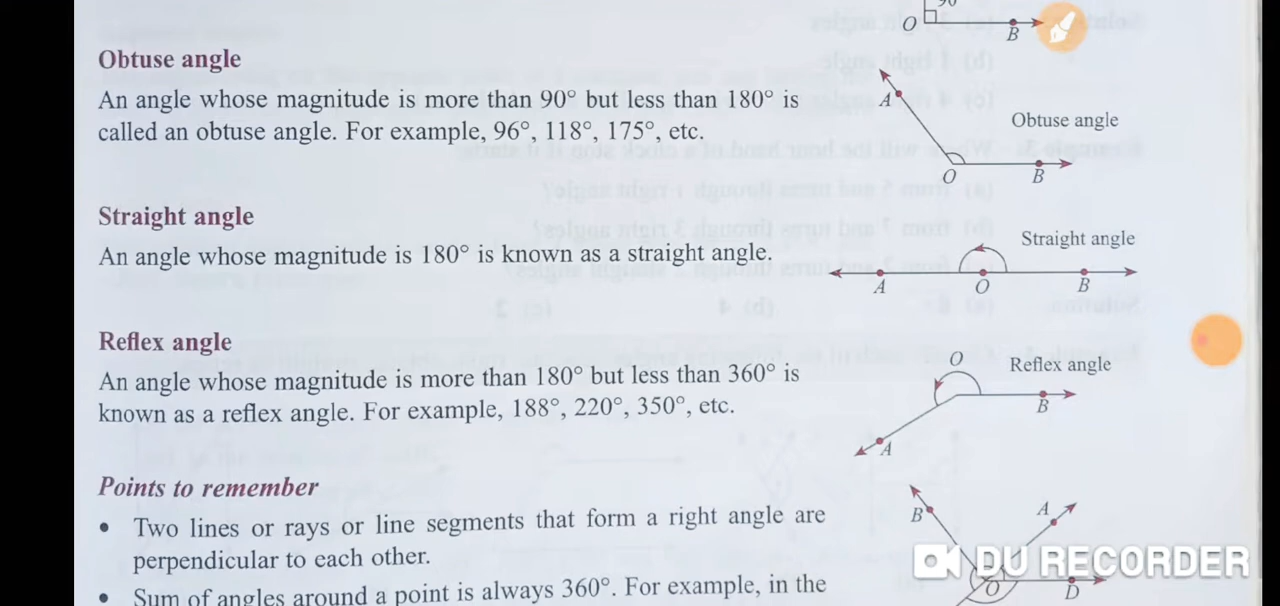 90
O
B
Obtuse angle
An angle whose magnitude is more than 90° but less than 180° is
called an obtuse angle. For example, 96°, 118°, 175°, etc.
A
Obtuse angle
O
B
Straight angle
An angle whose magnitude is 180° is known as a straight angle.
Straight angle
A
O
B
Reflex angle
An angle whose magnitude is more than 180° but less than 360° is
known as a reflex angle. For example, 188°, 220°, 350°, etc.
O
Reflex angle
B
A
Points to remember
• Two lines or rays or line segments that form a right angle are
perpendicular to each other.
• Sum of angles around a point is always 360°. For example, in the
B
A
O
D
DU RECORDER